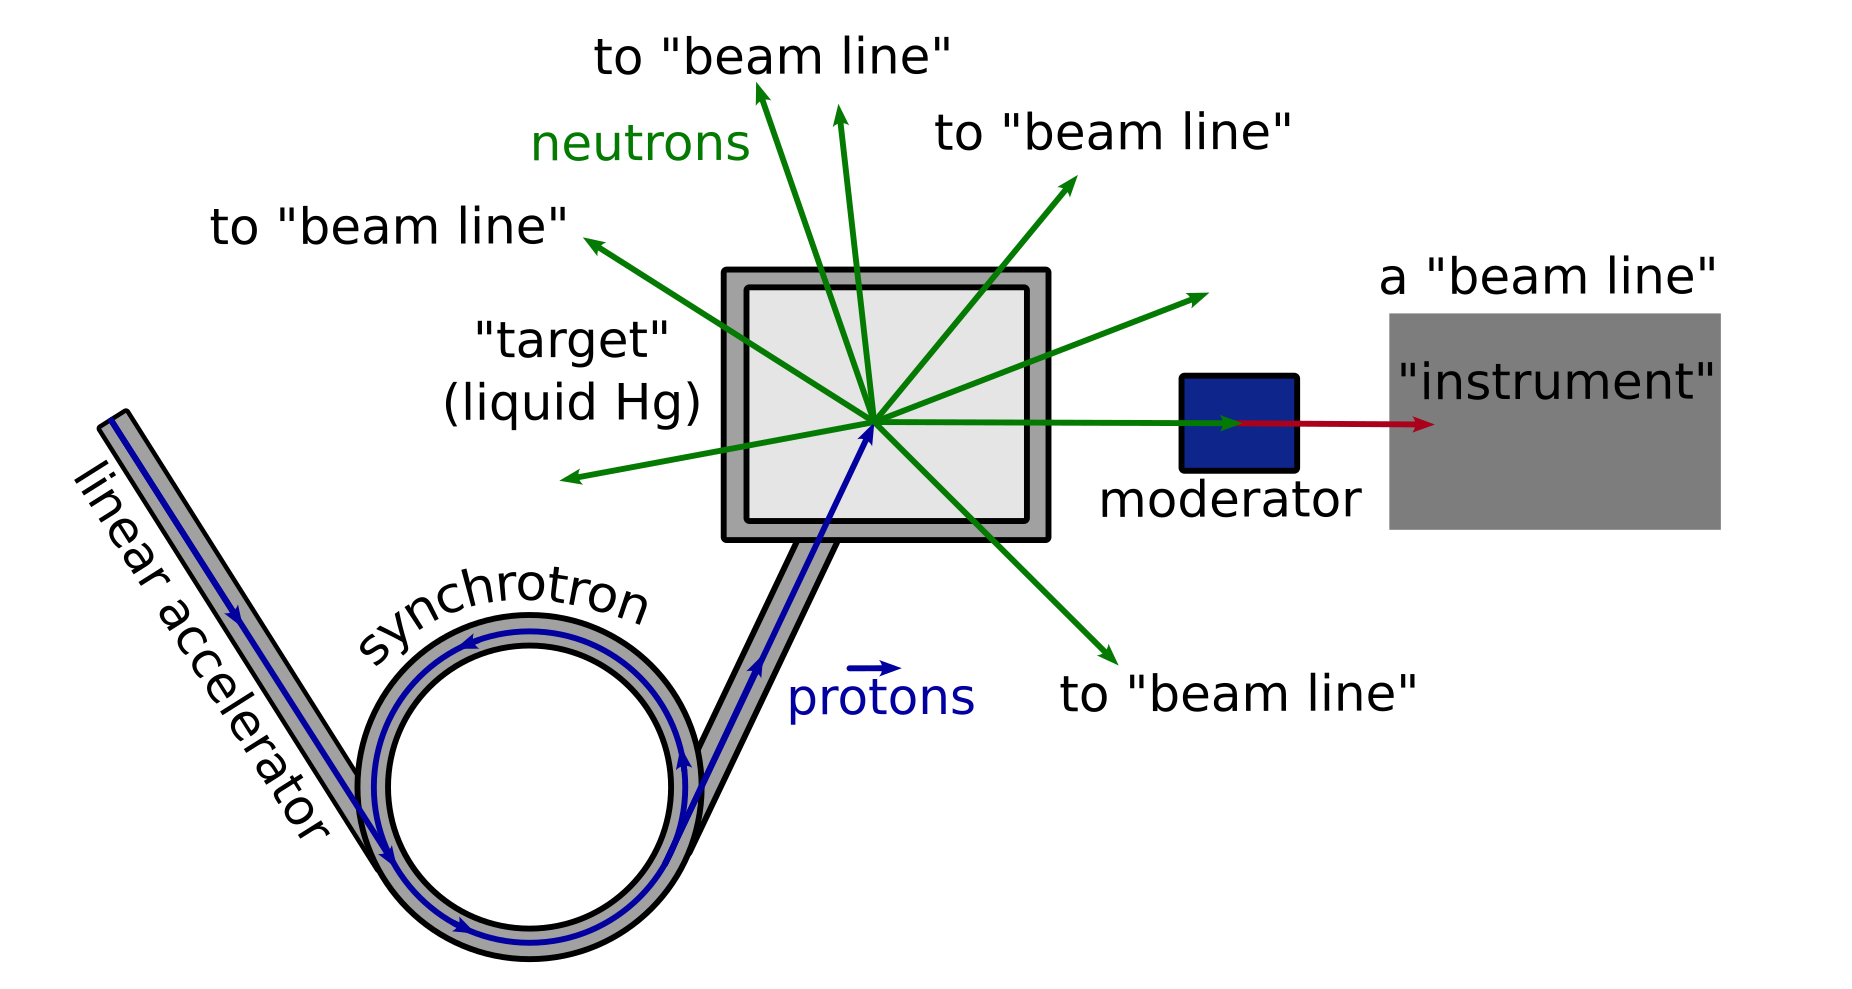 to "beam line"
neutrons
to "beam line"
to "beam line"
a "beam line"
"target"
(liquid Hg)
"instrument"
moderator
linear accelerator
synchrotron
protons
to "beam line"